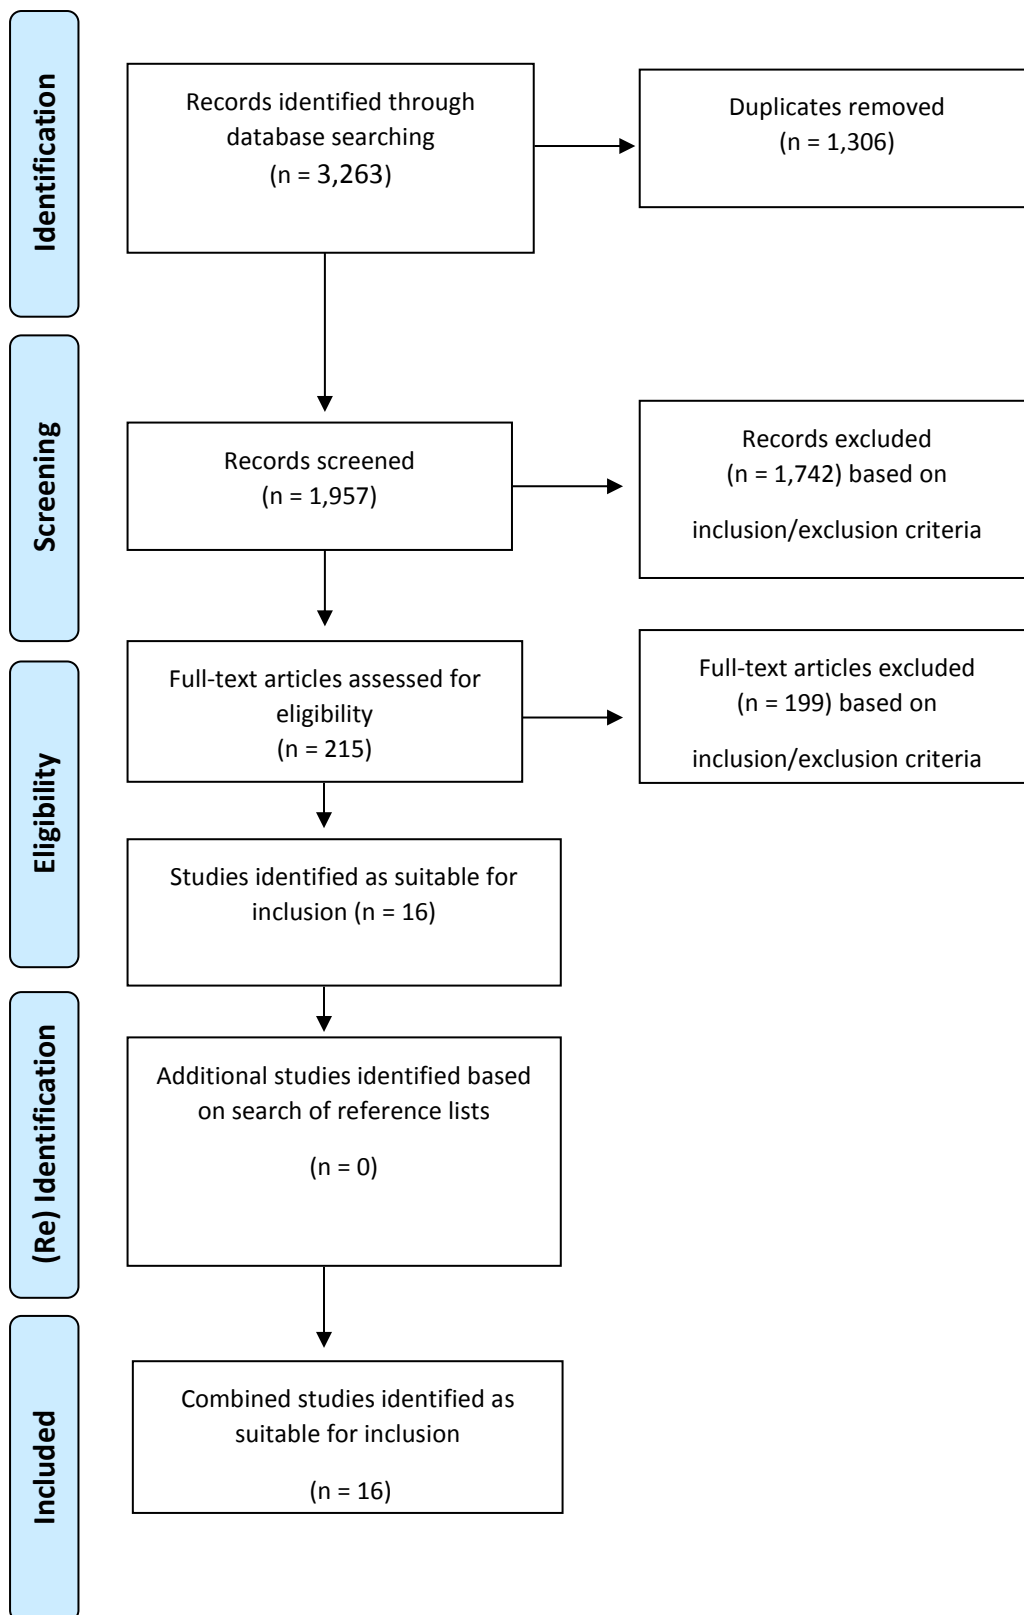 Identification
Records identified through
database searching
(n = 3,263)
Duplicates removed
(n = 1,306)
Screening
Records screened
(n = 1,957)
Records excluded
(n = 1,742) based on
inclusion/exclusion criteria
Eligibility
Full-text articles assessed for
eligibility
(n = 215)
Full-text articles excluded
(n = 199) based on
inclusion/exclusion criteria
Studies identified as suitable for
inclusion (n = 16)
(Re) Identification
Additional studies identified based
on search of reference lists
(n = 0)
Included
Combined studies identified as
suitable for inclusion
(n = 16)